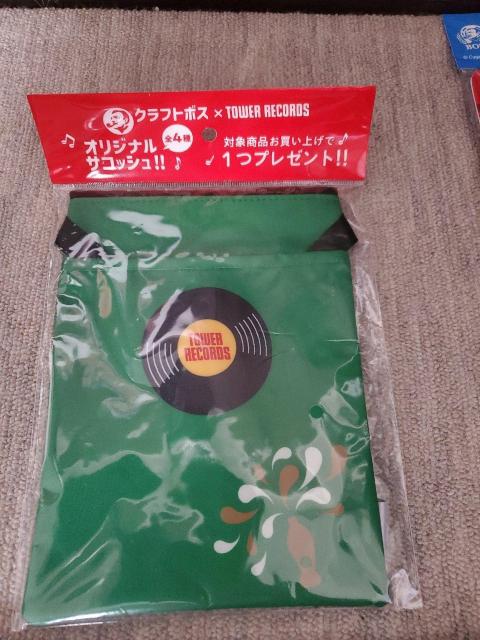 クラフトボス×TOWER RECORDS
オリジナル
サコッシュ!!
全4種
対象商品お買い上げで
1つプレゼント!!
TOWER
RECORDS